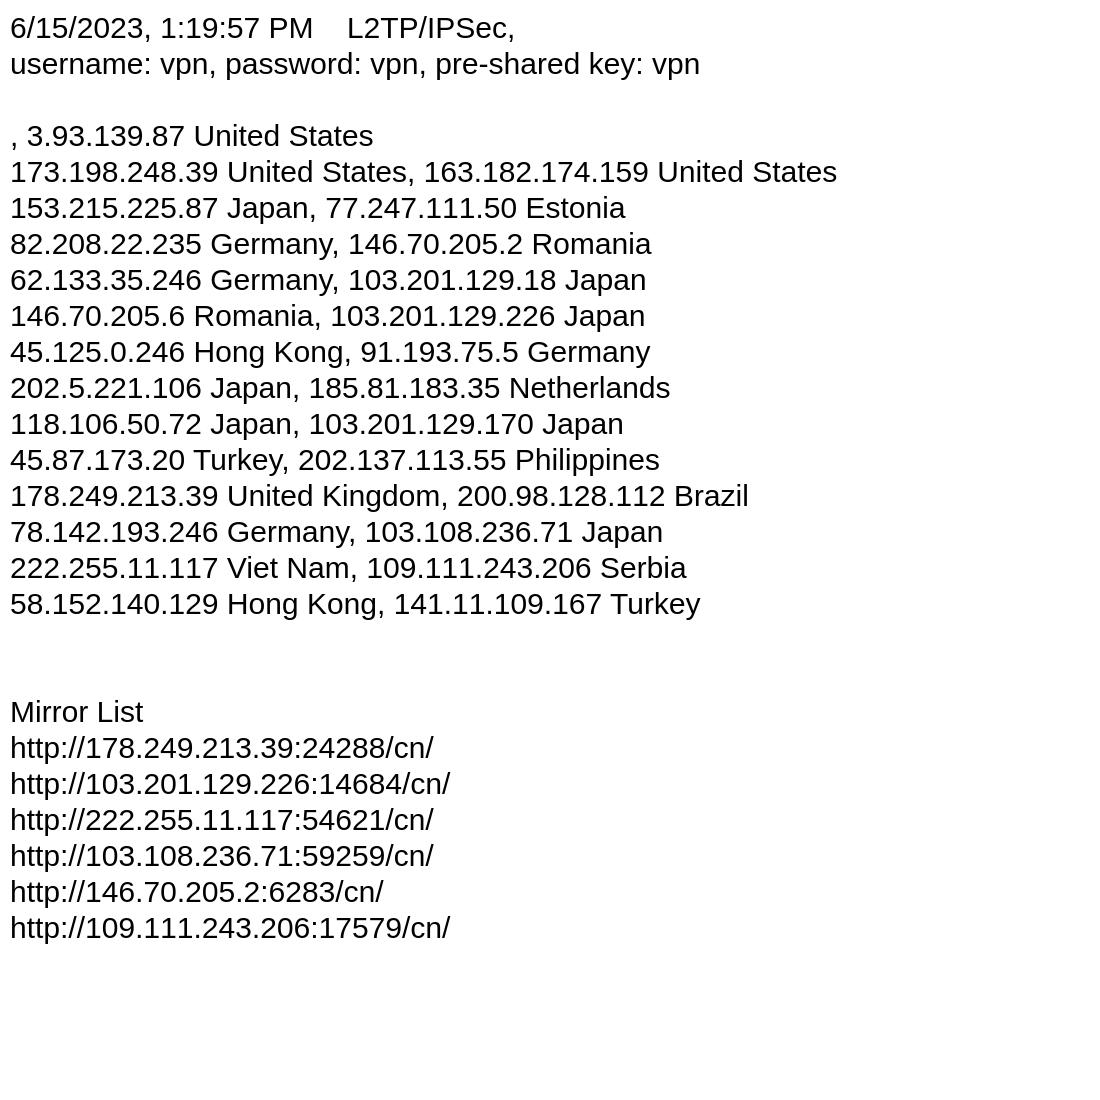 6/15/2023, 1:19:57 PM    L2TP/IPSec,
username: vpn, password: vpn, pre-shared key: vpn
, 3.93.139.87 United States
173.198.248.39 United States, 163.182.174.159 United States
153.215.225.87 Japan, 77.247.111.50 Estonia
82.208.22.235 Germany, 146.70.205.2 Romania
62.133.35.246 Germany, 103.201.129.18 Japan
146.70.205.6 Romania, 103.201.129.226 Japan
45.125.0.246 Hong Kong, 91.193.75.5 Germany
202.5.221.106 Japan, 185.81.183.35 Netherlands
118.106.50.72 Japan, 103.201.129.170 Japan
45.87.173.20 Turkey, 202.137.113.55 Philippines
178.249.213.39 United Kingdom, 200.98.128.112 Brazil
78.142.193.246 Germany, 103.108.236.71 Japan
222.255.11.117 Viet Nam, 109.111.243.206 Serbia
58.152.140.129 Hong Kong, 141.11.109.167 Turkey
Mirror List
http://178.249.213.39:24288/cn/
http://103.201.129.226:14684/cn/
http://222.255.11.117:54621/cn/
http://103.108.236.71:59259/cn/
http://146.70.205.2:6283/cn/
http://109.111.243.206:17579/cn/